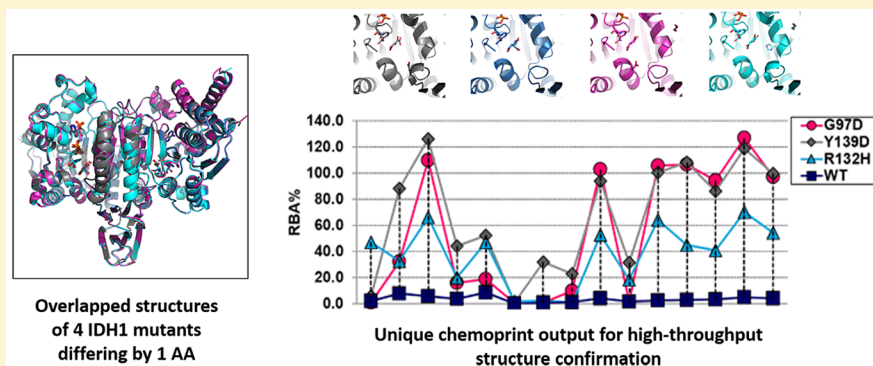 Overlapped structures
of 4 IDH1 mutants
differing by 1 AA
RBA%
140.0
120.0
100.0
80.0
60.0
40.0
20.0
0.0
G97D
Y139D
R132H
WT
Unique chemoprint output for high-throughput
structure confirmation